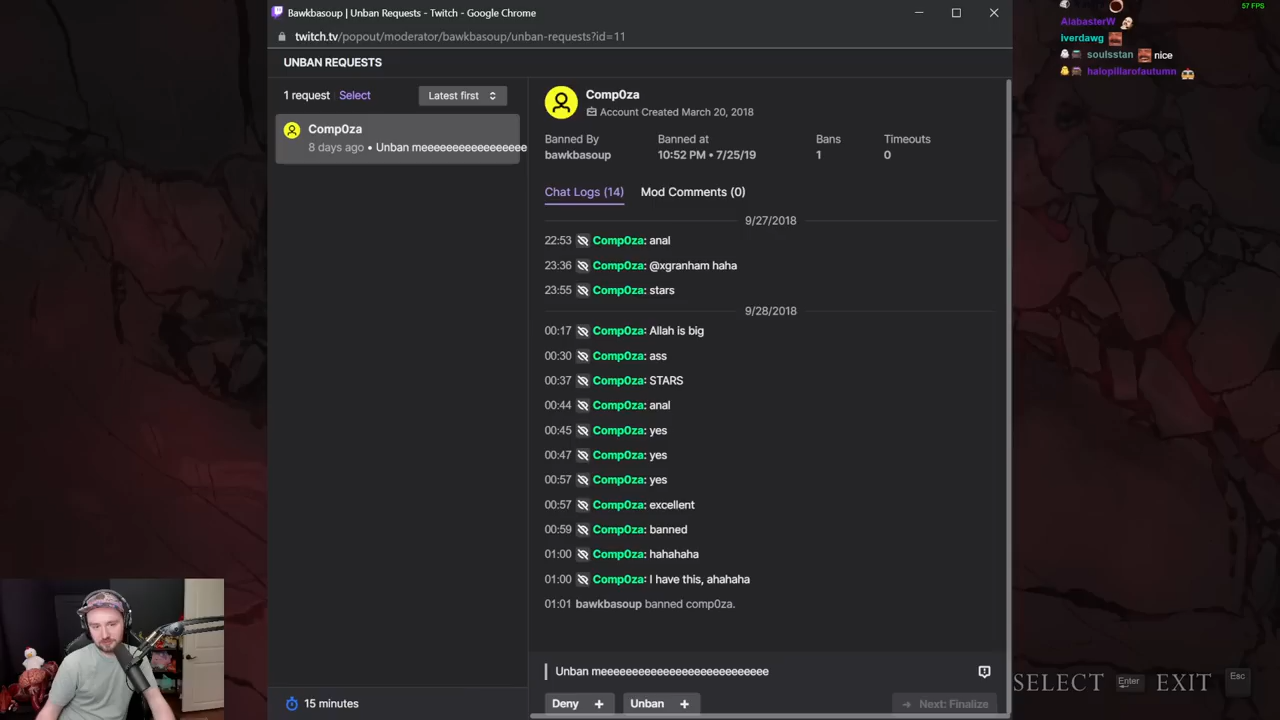 Bawkbasoup | Unban Requests - Twitch - Google Chrome
twitch.tv/popout/moderator/bawkbasoup/unban-requests?id=11
UNBAN REQUESTS
1 request Select Latest first
Comp0za
8 days ago • Unban meeeeeeeeeeeeeeee
15 minutes
Comp0za
Account Created March 20, 2018
Banned By Banned at Bans Timeouts
bawkbasoup 10:52 PM • 7/25/19 1 0
Chat Logs (14) Mod Comments (0)
9/27/2018
22:53 Comp0za: anal
23:36 Comp0za: @xgranham haha
23:55 Comp0za: stars
9/28/2018
00:17 Comp0za: Allah is big
00:30 Comp0za: ass
00:37 Comp0za: STARS
00:44 Comp0za: anal
00:45 Comp0za: yes
00:47 Comp0za: yes
00:57 Comp0za: yes
00:57 Comp0za: excellent
00:59 Comp0za: banned
01:00 Comp0za: hahahaha
01:00 Comp0za: I have this, ahahaha
01:01 bawkbasoup banned comp0za.
Unban meeeeeeeeeeeeeeeeeeeeeeeeeee
Deny + Unban + Next: Finalize
57 FPS
AlabasterW
iverdawg
soulsstan nice
halopillarofautumn
SELECT Enter EXIT Esc